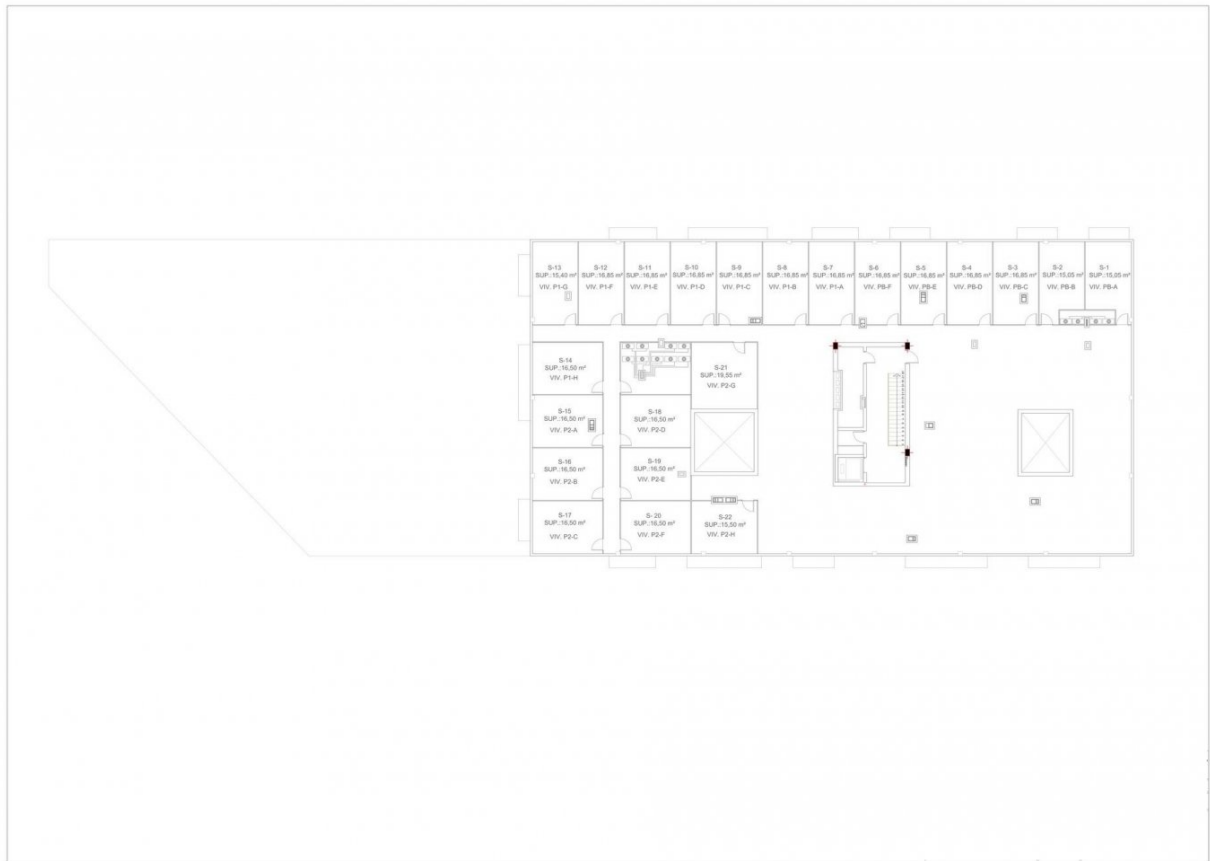 S-13
SUP.:15,40 m²
VIV. P1-G
S-12
SUP.:16,85 m²
VIV. P1-F
S-11
SUP.:16,85 m²
VIV. P1-E
S-10
SUP.:16,85 m²
VIV. P1-D
S-9
SUP.:16,85 m²
VIV. P1-C
S-8
SUP.:16,85 m²
VIV. P1-B
S-7
SUP.:16,85 m²
VIV. P1-A
S-6
SUP.:16,85 m²
VIV. PB-F
S-5
SUP.:16,85 m²
VIV. PB-E
S-4
SUP.:16,85 m²
VIV. PB-D
S-3
SUP.:16,85 m²
VIV. PB-C
S-2
SUP.:15,05 m²
VIV. PB-B
S-1
SUP.:15,05 m²
VIV. PB-A
S-14
SUP.:16,50 m²
VIV. P1-H
S-21
SUP.:19,55 m²
VIV. P2-G
S-15
SUP.:16,50 m²
VIV. P2-A
S-18
SUP.:16,50 m²
VIV. P2-D
S-16
SUP.:16,50 m²
VIV. P2-B
S-19
SUP.:16,50 m²
VIV. P2-E
S-17
SUP.:16,50 m²
VIV. P2-C
S- 20
SUP.:16,50 m²
VIV. P2-F
S-22
SUP.:15,50 m²
VIV. P2-H